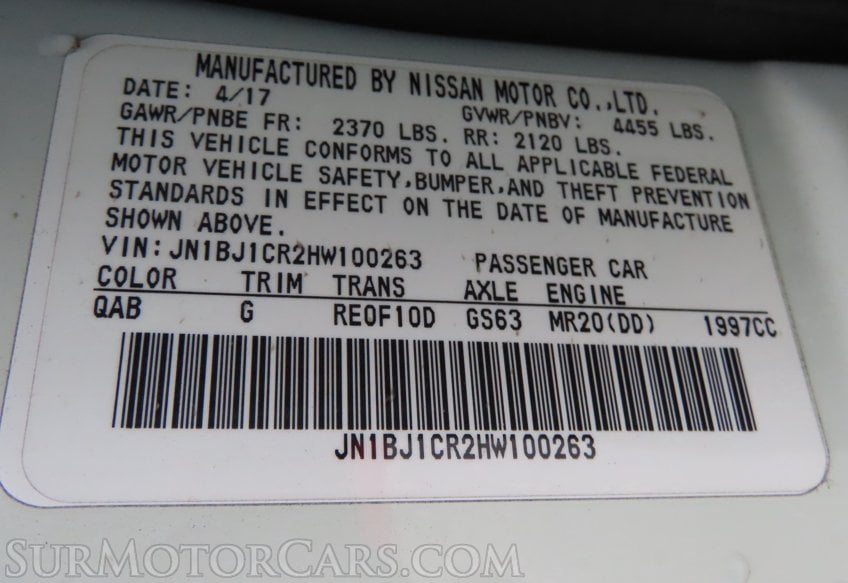 MANUFACTURED BY NISSAN MOTOR CO.,LTD.
DATE: 4/17 GVWR/PNBV: 4455 LBS.
GAWR/PNBE FR: 2370 LBS. RR: 2120 LBS.
THIS VEHICLE CONFORMS TO ALL APPLICABLE FEDERAL
MOTOR VEHICLE SAFETY,BUMPER,AND THEFT PREVENTION
STANDARDS IN EFFECT ON THE DATE OF MANUFACTURE
SHOWN ABOVE.
VIN: JN1BJ1CR2HW100263 PASSENGER CAR
COLOR TRIM TRANS AXLE ENGINE
QAB G RE0F10D GS63 MR20(DD) 1997CC
JN1BJ1CR2HW100263
SURMOTORCARS.COM